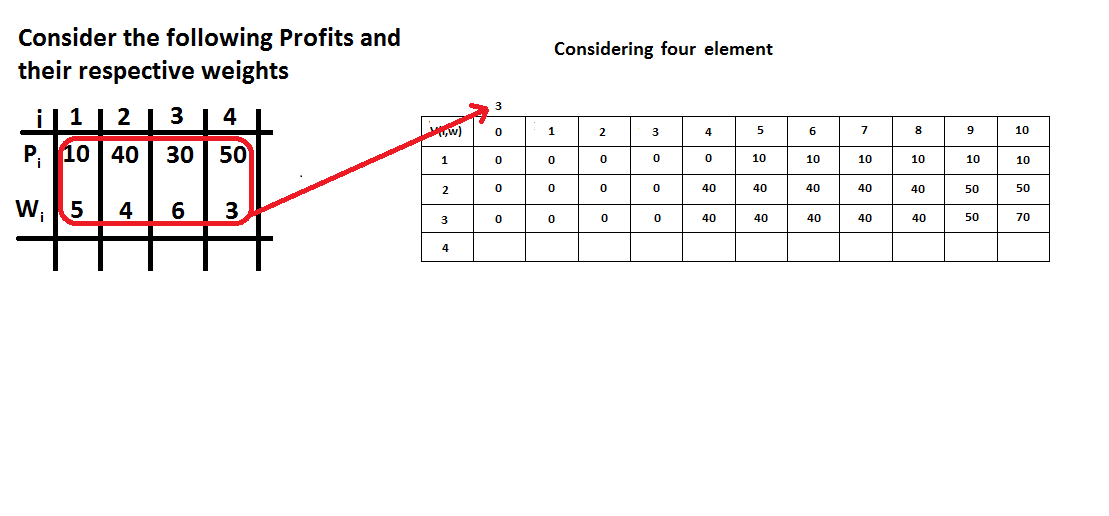 Consider the following Profits and
their respective weights
i 1 2 3 4
Pi 10 40 30 50
Wi 5 4 6 3
Considering four element
3
V(i,w) 0 1 2 3 4 5 6 7 8 9 10
1 0 0 0 0 0 10 10 10 10 10 10
2 0 0 0 0 40 40 40 40 40 50 50
3 0 0 0 0 40 40 40 40 40 50 70
4